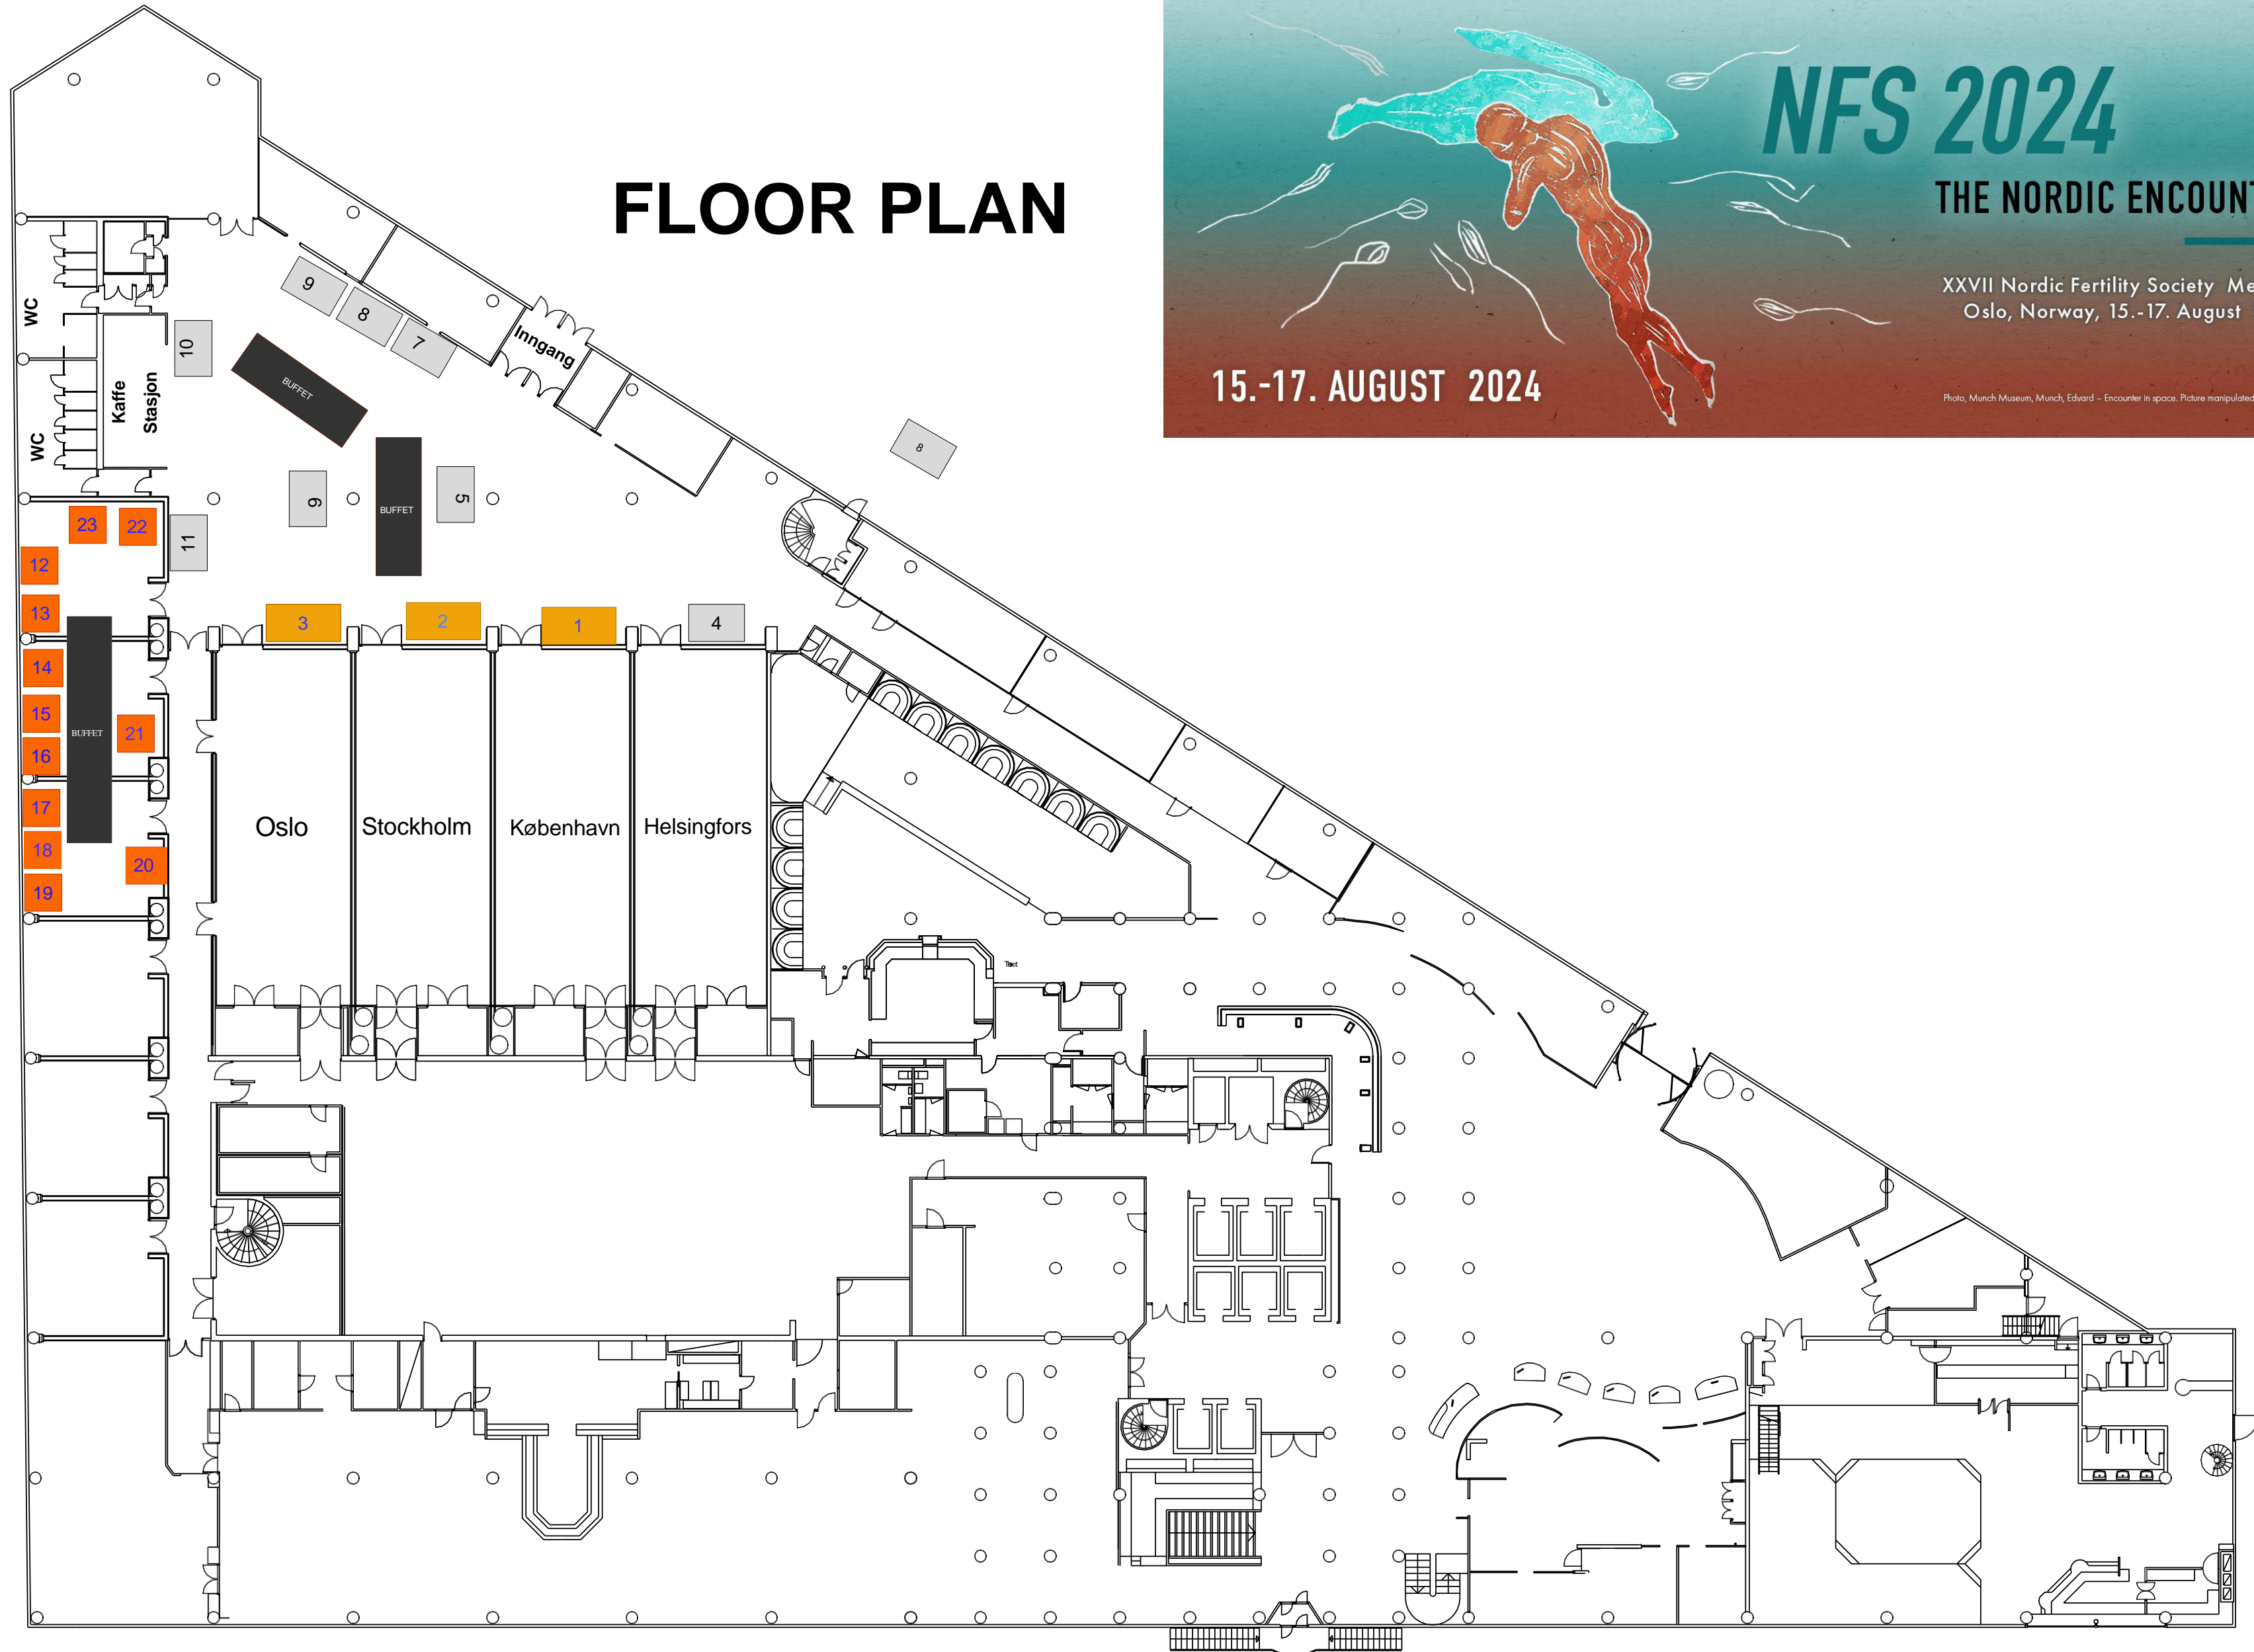 NFS 2024
THE NORDIC ENCOUNT
XXVII Nordic Fertility Society Me
Oslo, Norway, 15.-17. August
15.-17. AUGUST 2024
Photo, Munch Museum, Munch, Edvard – Encounter in space. Picture manipulated
FLOOR PLAN
WC
9
8
7
Inngang
10
BUFFET
Kaffe
Stasjon
WC
8
6
BUFFET
5
23
22
11
12
13
3
2
1
4
14
15
BUFFET
21
16
17
18
20
19
Oslo
Stockholm
København
Helsingfors
Text